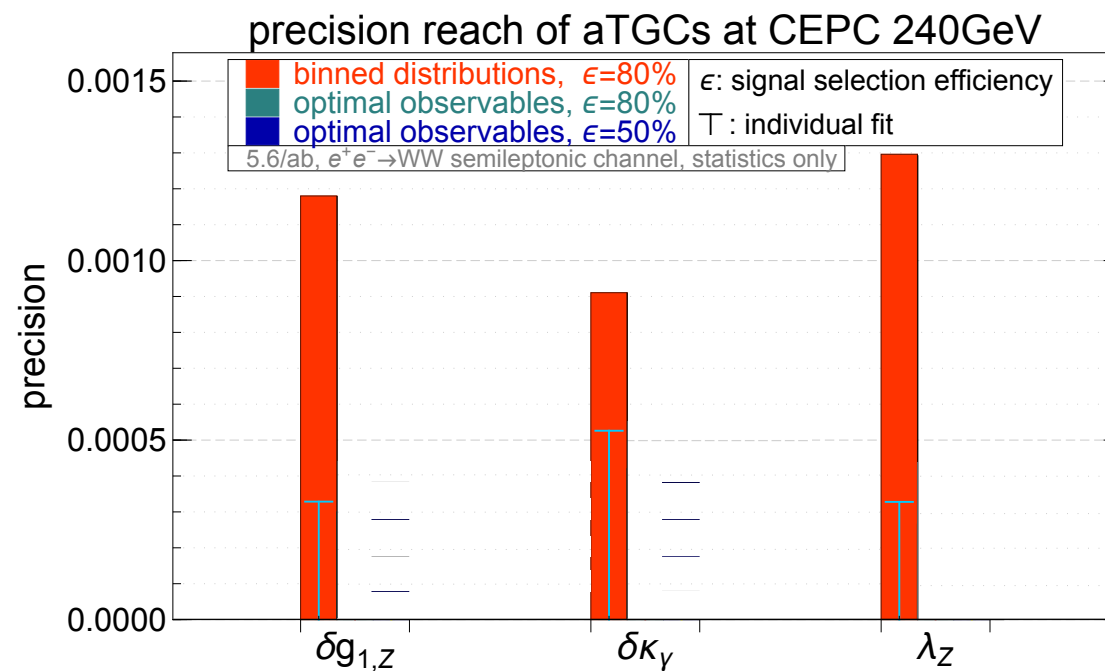 precision reach of aTGCs at CEPC 240GeV
binned distributions, ϵ=80%
optimal observables, ϵ=80%
optimal observables, ϵ=50%
ϵ: signal selection efficiency
⊤ : individual fit
5.6/ab, e⁺e⁻→WW semileptonic channel, statistics only
precision
0.0015
0.0010
0.0005
0.0000
δg₁,Z
δκᵧ
λ_Z